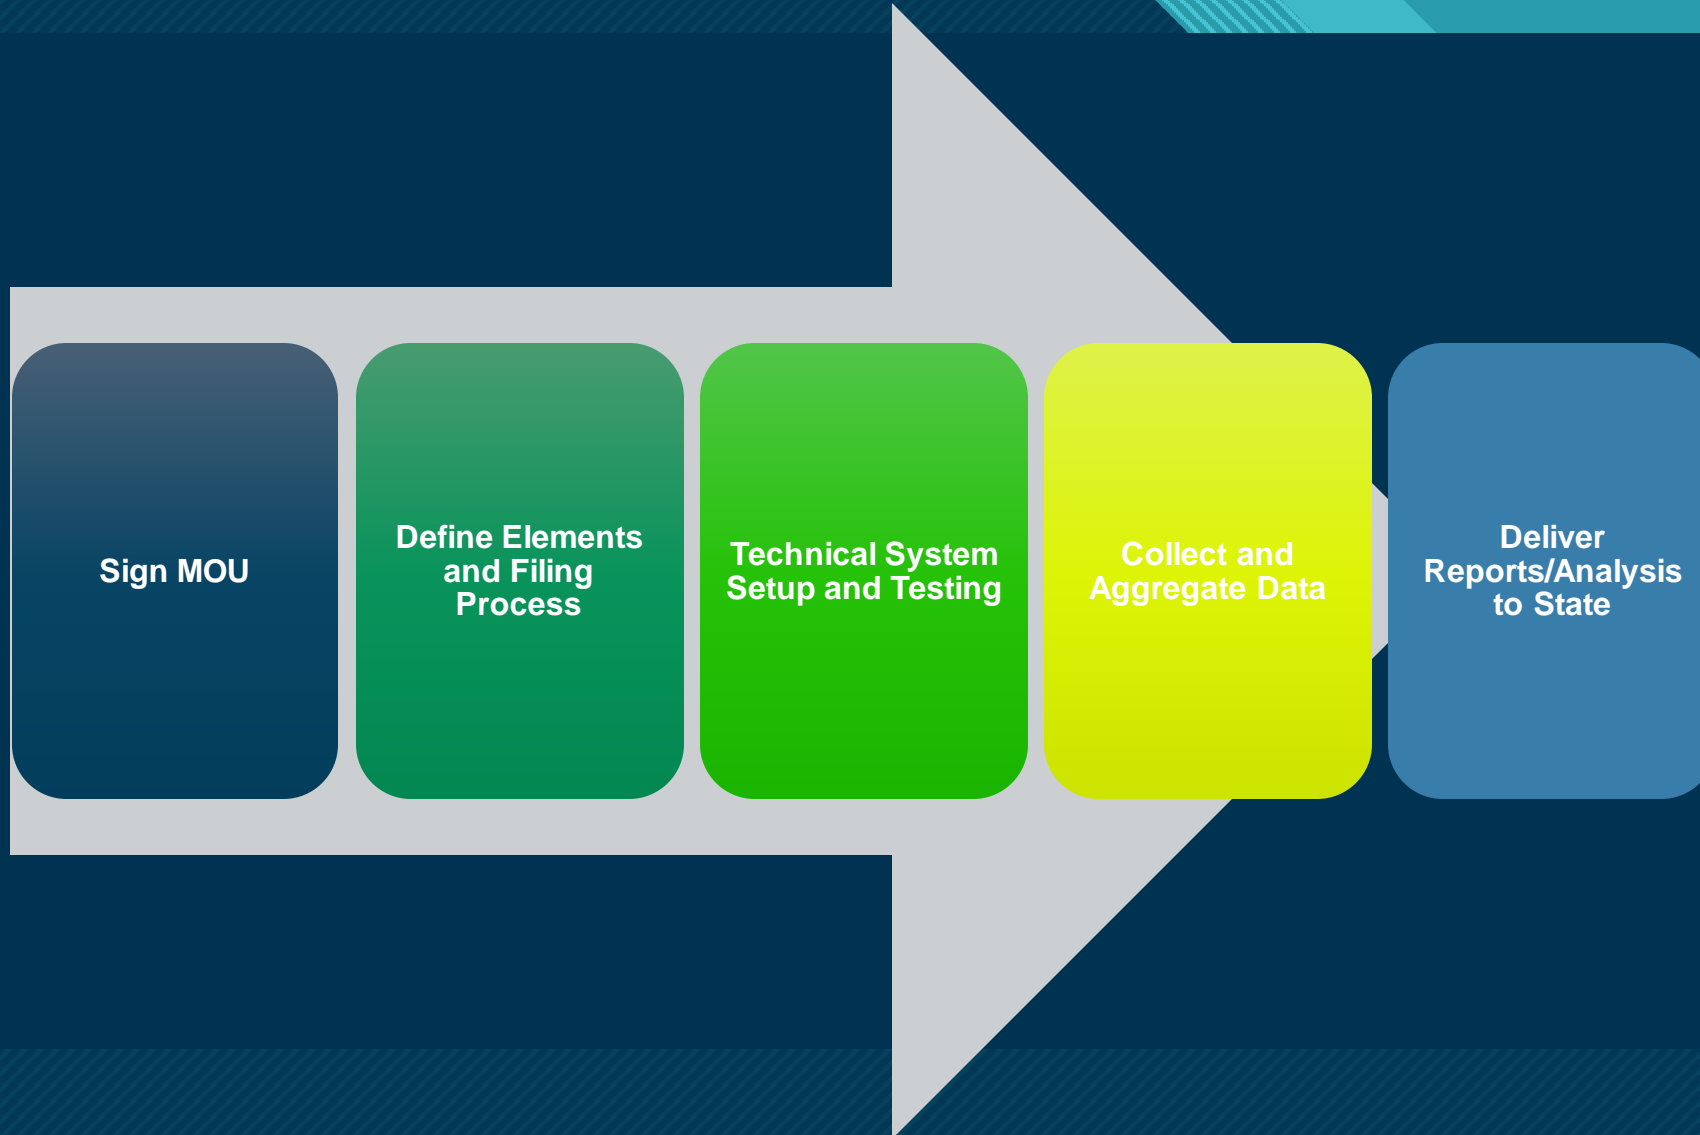 Sign MOU
Define Elements
and Filing
Process
Technical System
Setup and Testing
Collect and
Aggregate Data
Deliver
Reports/Analysis
to State